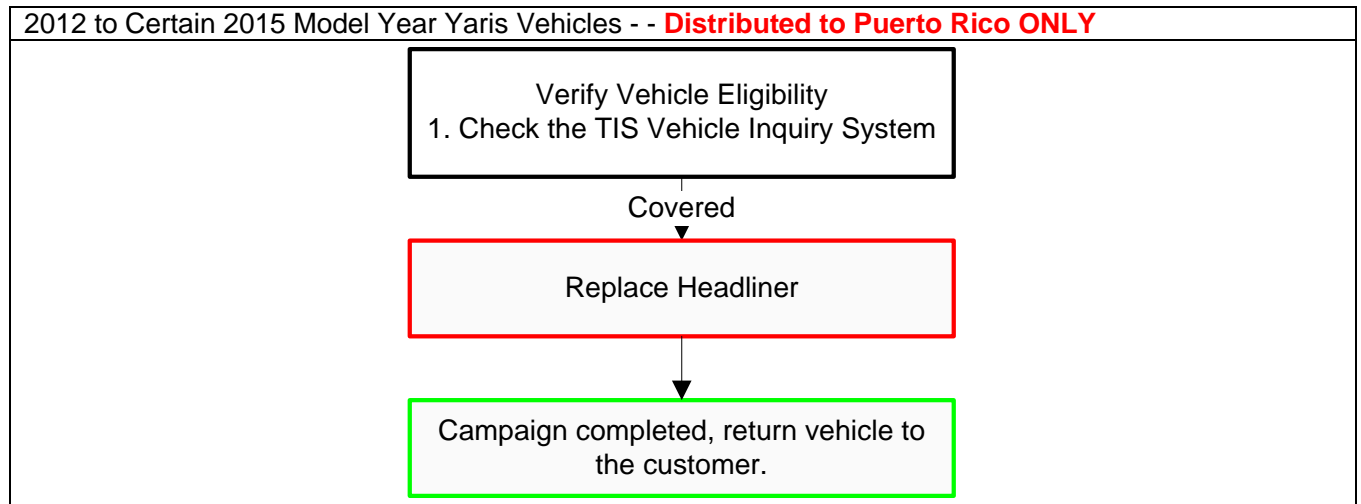 2012 to Certain 2015 Model Year Yaris Vehicles - - Distributed to Puerto Rico ONLY
Verify Vehicle Eligibility
1. Check the TIS Vehicle Inquiry System
Covered
Replace Headliner
Campaign completed, return vehicle to
the customer.